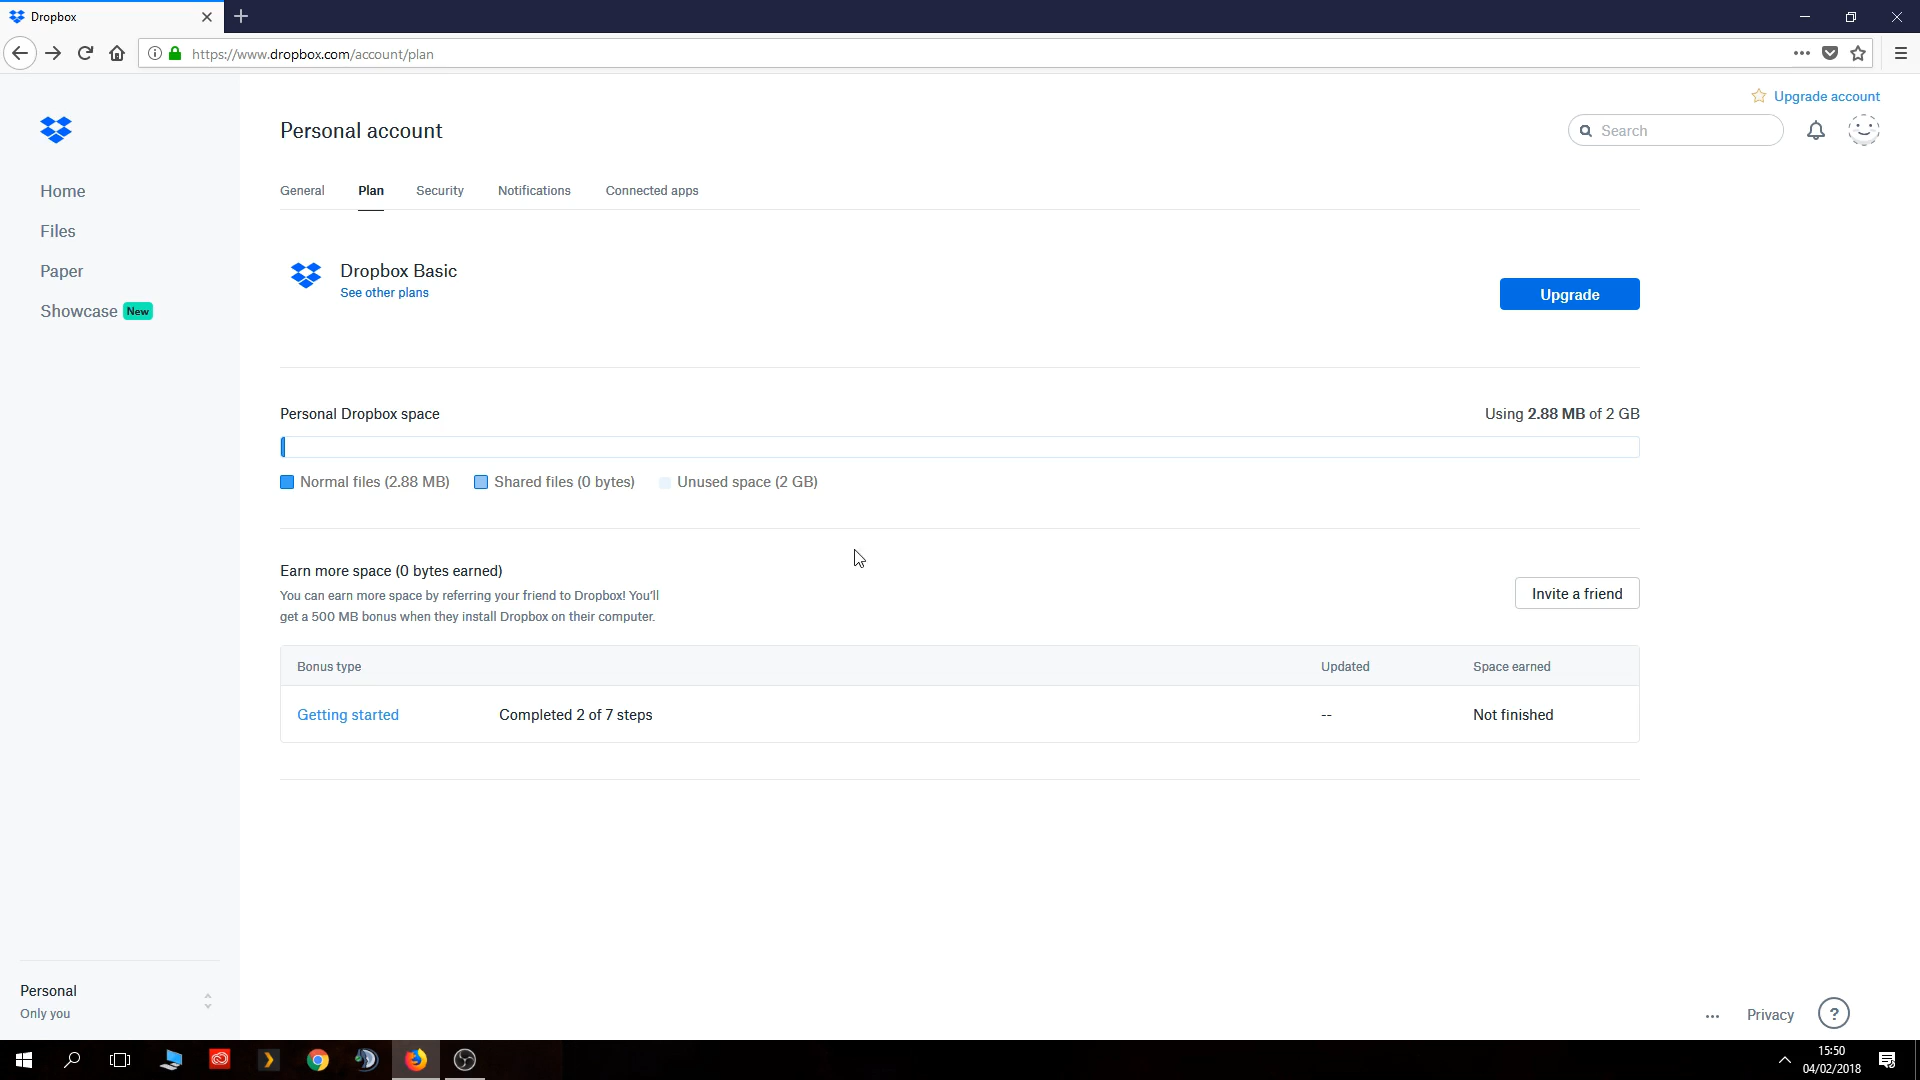 Dropbox
https://www.dropbox.com/account/plan
Upgrade account
Personal account
Search
Home
Files
Paper
Showcase New
General Plan Security Notifications Connected apps
Dropbox Basic
See other plans
Upgrade
Personal Dropbox space
Using 2.88 MB of 2 GB
Normal files (2.88 MB) Shared files (0 bytes) Unused space (2 GB)
Earn more space (0 bytes earned)
You can earn more space by referring your friend to Dropbox! You'll
get a 500 MB bonus when they install Dropbox on their computer.
Invite a friend
Bonus type Updated Space earned
Getting started Completed 2 of 7 steps -- Not finished
Personal
Only you
... Privacy ?
15:50
04/02/2018